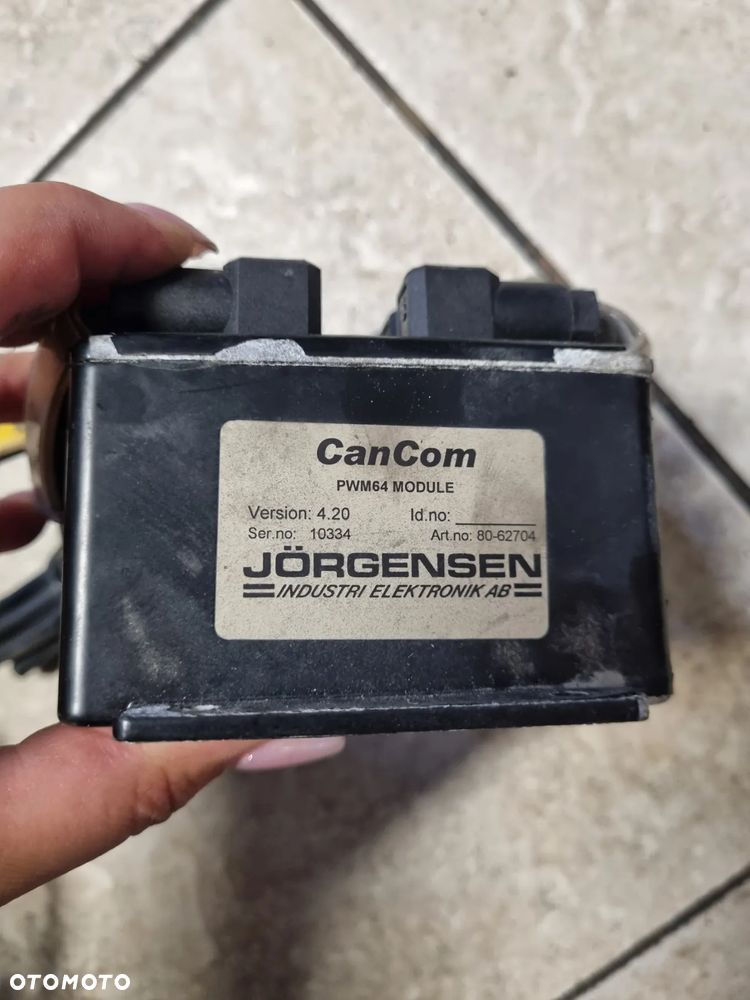 CanCom
PWM64 MODULE
Version: 4.20 Id.no: ________
Ser.no: 10334 Art.no: 80-62704
JÖRGENSEN
INDUSTRI ELEKTRONIK AB
OTOMOTO